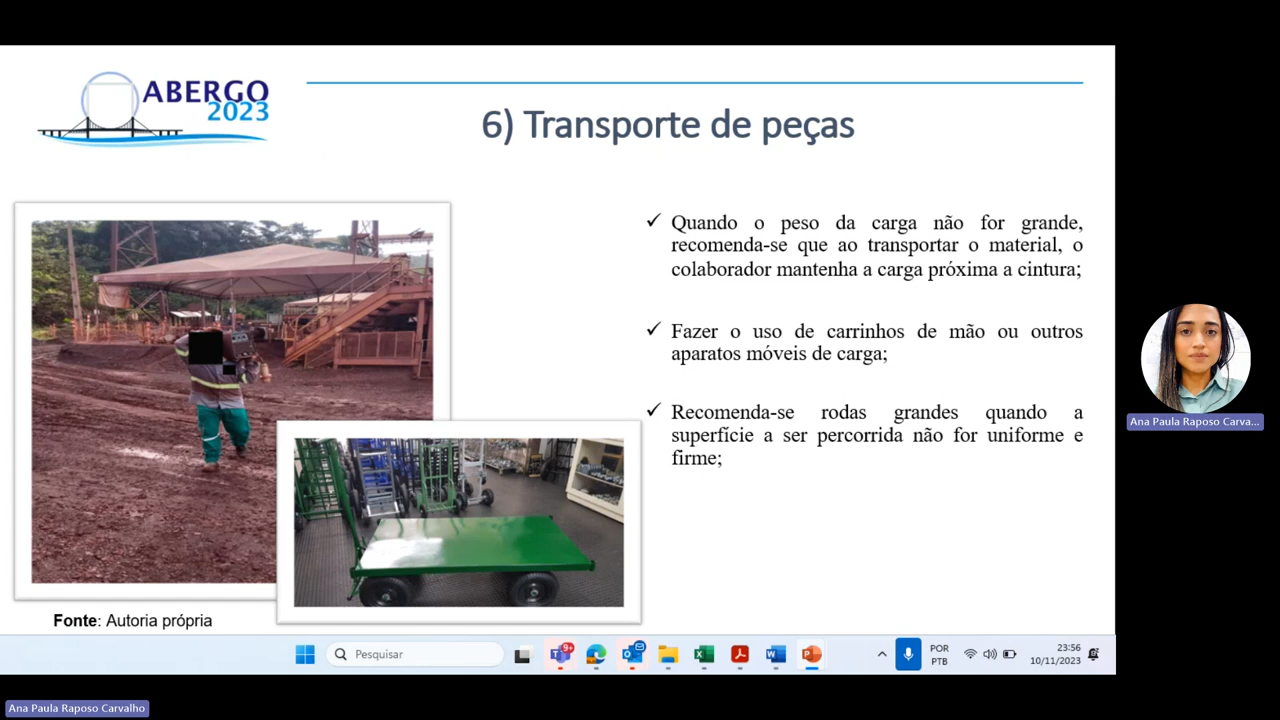 ABERGO
2023
6) Transporte de peças
✓ Quando o peso da carga não for grande,
recomenda-se que ao transportar o material, o
colaborador mantenha a carga próxima a cintura;
✓ Fazer o uso de carrinhos de mão ou outros
aparatos móveis de carga;
✓ Recomenda-se rodas grandes quando a
superfície a ser percorrida não for uniforme e
firme;
Fonte: Autoria própria
Ana Paula Raposo Carva...
Pesquisar
9+
POR
PTB
23:56
10/11/2023
Ana Paula Raposo Carvalho